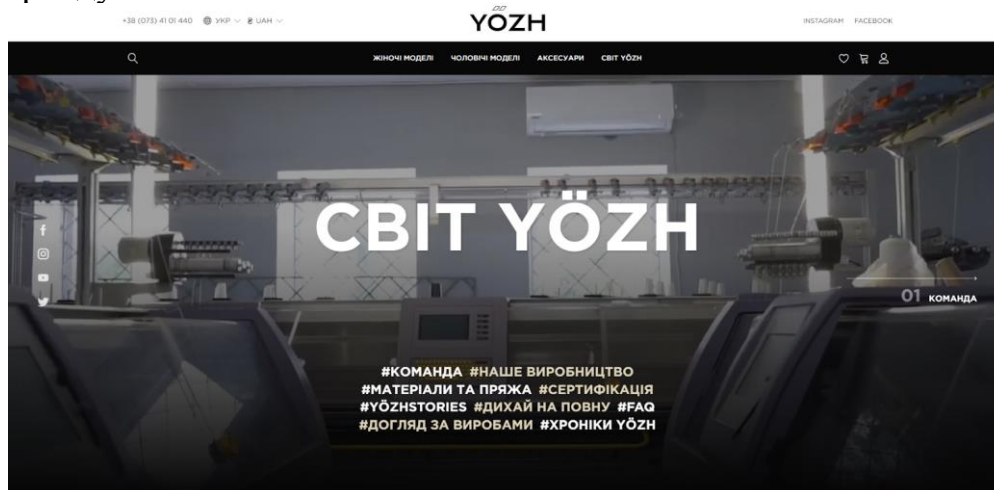 +38 (073) 41 01 440 УКР ₴ UAH
YÖZH
INSTAGRAM FACEBOOK
ЖІНОЧІ МОДЕЛІ ЧОЛОВІЧІ МОДЕЛІ АКСЕСУАРИ СВІТ YÖZH
СВІТ YÖZH
01 КОМАНДА
#КОМАНДА #НАШЕ ВИРОБНИЦТВО
#МАТЕРІАЛИ ТА ПРЯЖА #СЕРТИФІКАЦІЯ
#YÖZHSTORIES #ДИХАЙ НА ПОВНУ #FAQ
#ДОГЛЯД ЗА ВИРОБАМИ #ХРОНІКИ YÖZH